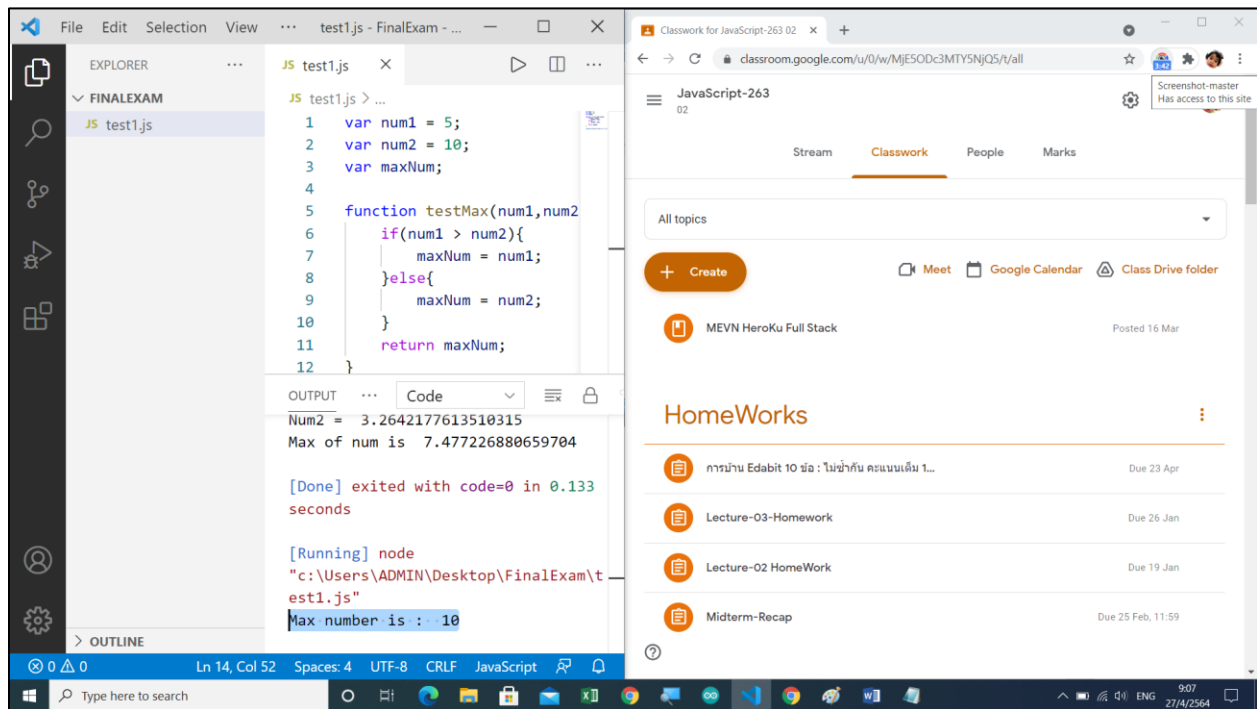 File Edit Selection View ··· test1.js - FinalExam - ...
EXPLORER ···
FINALEXAM
JS test1.js
OUTLINE
JS test1.js ···
JS test1.js > ...
1 var num1 = 5;
2 var num2 = 10;
3 var maxNum;
4
5 function testMax(num1,num2
6 if(num1 > num2){
7 maxNum = num1;
8 }else{
9 maxNum = num2;
10 }
11 return maxNum;
12 }
OUTPUT ··· Code
Num2 = 3.2642177613510315
Max of num is 7.477226880659704
[Done] exited with code=0 in 0.133
seconds
[Running] node
"c:\Users\ADMIN\Desktop\FinalExam\t
est1.js"
Max number is : 10
0 0 Ln 14, Col 52 Spaces: 4 UTF-8 CRLF JavaScript
Classwork for JavaScript-263 02
classroom.google.com/u/0/w/MjE5ODc3MTY5NjQ5/t/all
3:42
Screenshot-master
Has access to this site
JavaScript-263
02
Stream Classwork People Marks
All topics
+ Create Meet Google Calendar Class Drive folder
MEVN HeroKu Full Stack Posted 16 Mar
HomeWorks
การบ้าน Edabit 10 ข้อ : ไม่ซ้ำกัน คะแนนเต็ม 1... Due 23 Apr
Lecture-03-Homework Due 26 Jan
Lecture-02 HomeWork Due 19 Jan
Midterm-Recap Due 25 Feb, 11:59
Type here to search
ENG
9:07
27/4/2564